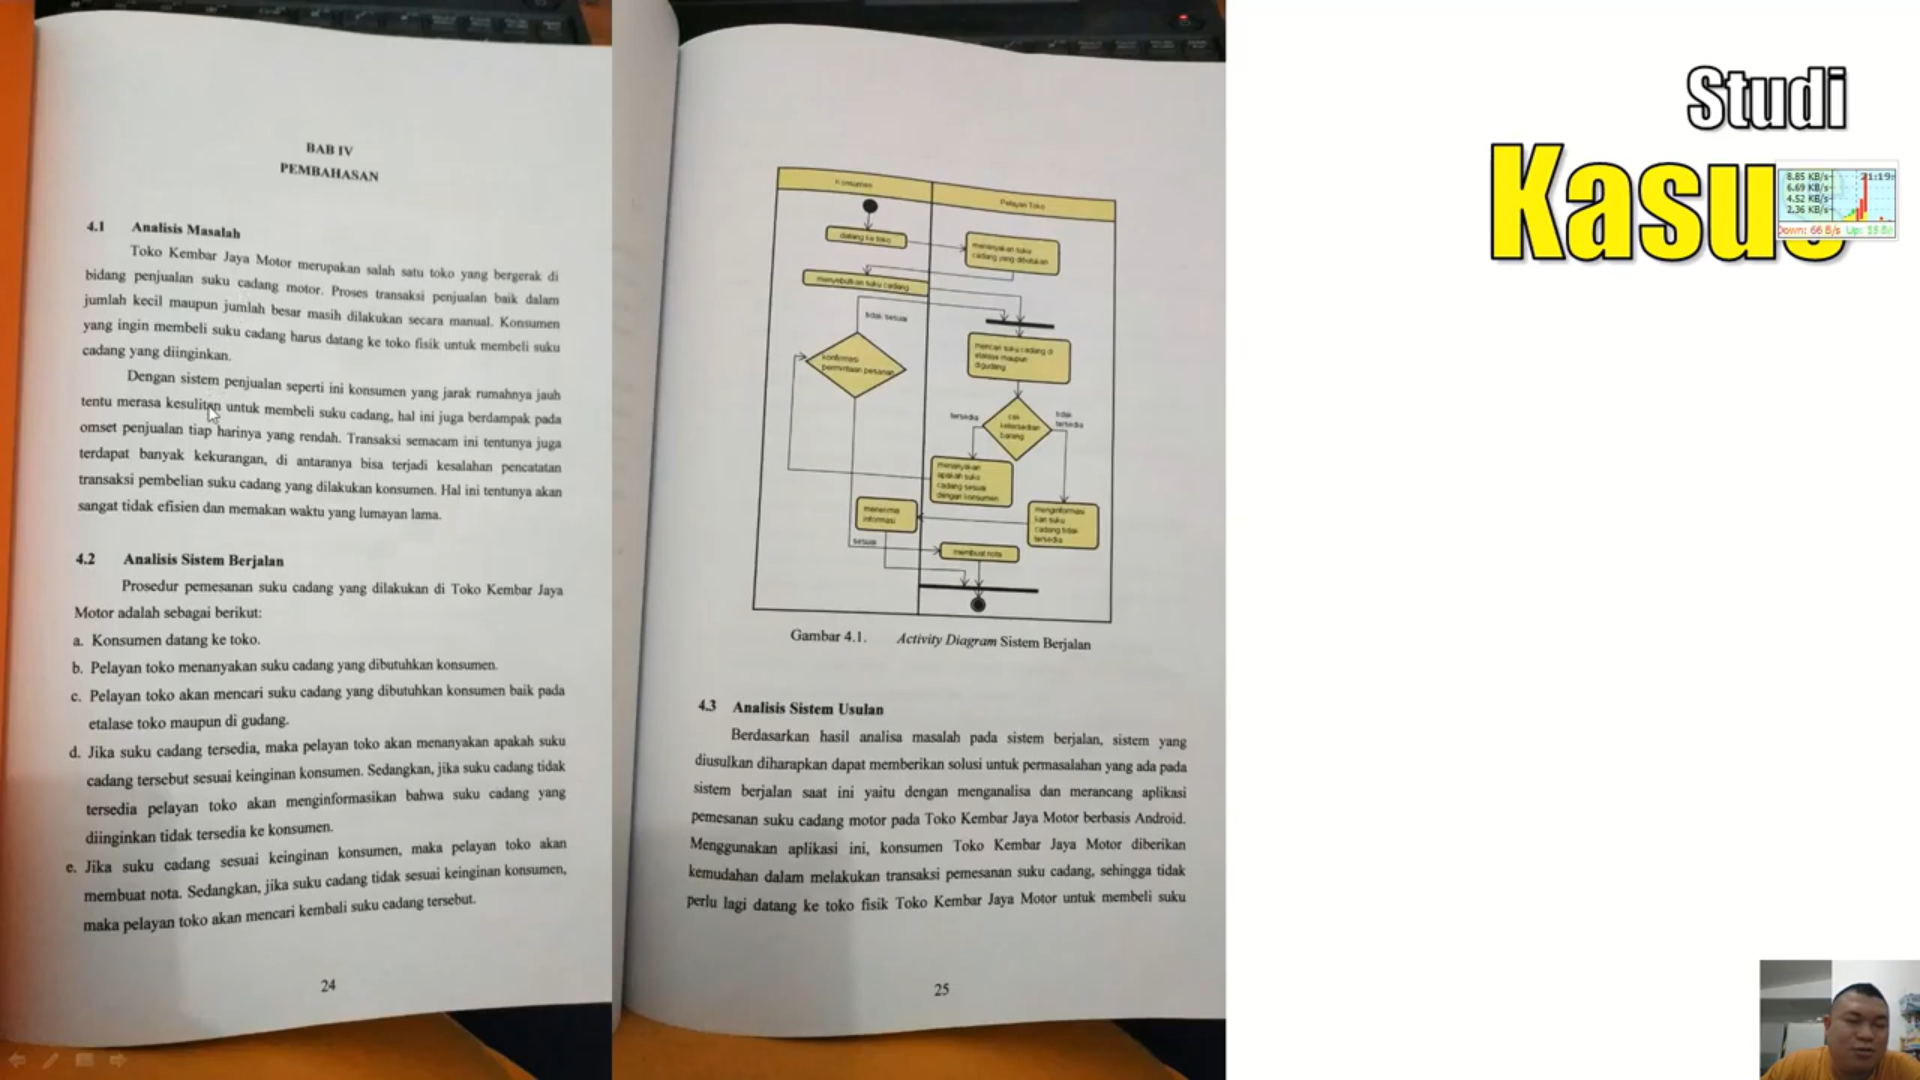 BAB IV
PEMBAHASAN
4.1 Analisis Masalah
Toko Kembar Jaya Motor merupakan salah satu toko yang bergerak di
bidang penjualan suku cadang motor. Proses transaksi penjualan baik dalam
jumlah kecil maupun jumlah besar masih dilakukan secara manual. Konsumen
yang ingin membeli suku cadang harus datang ke toko fisik untuk membeli suku
cadang yang diinginkan.
Dengan sistem penjualan seperti ini konsumen yang jarak rumahnya jauh
tentu merasa kesulitan untuk membeli suku cadang, hal ini juga berdampak pada
omset penjualan tiap harinya yang rendah. Transaksi semacam ini tentunya juga
terdapat banyak kekurangan, di antaranya bisa terjadi kesalahan pencatatan
transaksi pembelian suku cadang yang dilakukan konsumen. Hal ini tentunya akan
sangat tidak efisien dan memakan waktu yang lumayan lama.
4.2 Analisis Sistem Berjalan
Prosedur pemesanan suku cadang yang dilakukan di Toko Kembar Jaya
Motor adalah sebagai berikut:
a. Konsumen datang ke toko.
b. Pelayan toko menanyakan suku cadang yang dibutuhkan konsumen.
c. Pelayan toko akan mencari suku cadang yang dibutuhkan konsumen baik pada
etalase toko maupun di gudang.
d. Jika suku cadang tersedia, maka pelayan toko akan menanyakan apakah suku
cadang tersebut sesuai keinginan konsumen. Sedangkan, jika suku cadang tidak
tersedia pelayan toko akan menginformasikan bahwa suku cadang yang
diinginkan tidak tersedia ke konsumen.
e. Jika suku cadang sesuai keinginan konsumen, maka pelayan toko akan
membuat nota. Sedangkan, jika suku cadang tidak sesuai keinginan konsumen,
maka pelayan toko akan mencari kembali suku cadang tersebut.
24
Konsumen
Pelayan Toko
datang ke toko
menanyakan suku
cadang yang dibutuhkan
menyebutkan suku cadang
tidak sesuai
mencari suku cadang di
etalase maupun
digudang
konfirmasi
permintaan pesanan
tersedia
cek
ketersediaan
barang
tidak
tersedia
menanyakan
apakah suku
cadang sesuai
dengan konsumen
menerima
informasi
menginformasi
kan suku
cadang tidak
tersedia
sesuai
membuat nota
Gambar 4.1. Activity Diagram Sistem Berjalan
4.3 Analisis Sistem Usulan
Berdasarkan hasil analisa masalah pada sistem berjalan, sistem yang
diusulkan diharapkan dapat memberikan solusi untuk permasalahan yang ada pada
sistem berjalan saat ini yaitu dengan menganalisa dan merancang aplikasi
pemesanan suku cadang motor pada Toko Kembar Jaya Motor berbasis Android.
Menggunakan aplikasi ini, konsumen Toko Kembar Jaya Motor diberikan
kemudahan dalam melakukan transaksi pemesanan suku cadang, sehingga tidak
perlu lagi datang ke toko fisik Toko Kembar Jaya Motor untuk membeli suku
25
Studi
Kasus
8.85 KB/s
6.69 KB/s
4.52 KB/s
2.36 KB/s
Down: 66 B/s